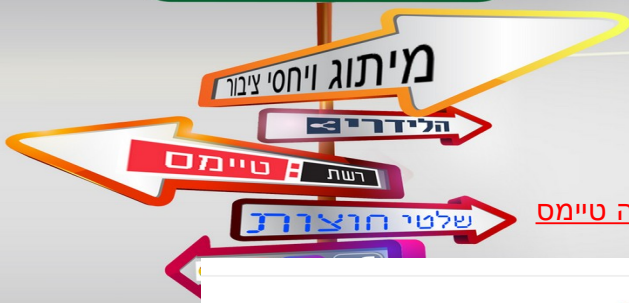 מיתוג ויחסי ציבור
הלידרים
רשת : טיימס
שלטי חוצות
ה טיימס